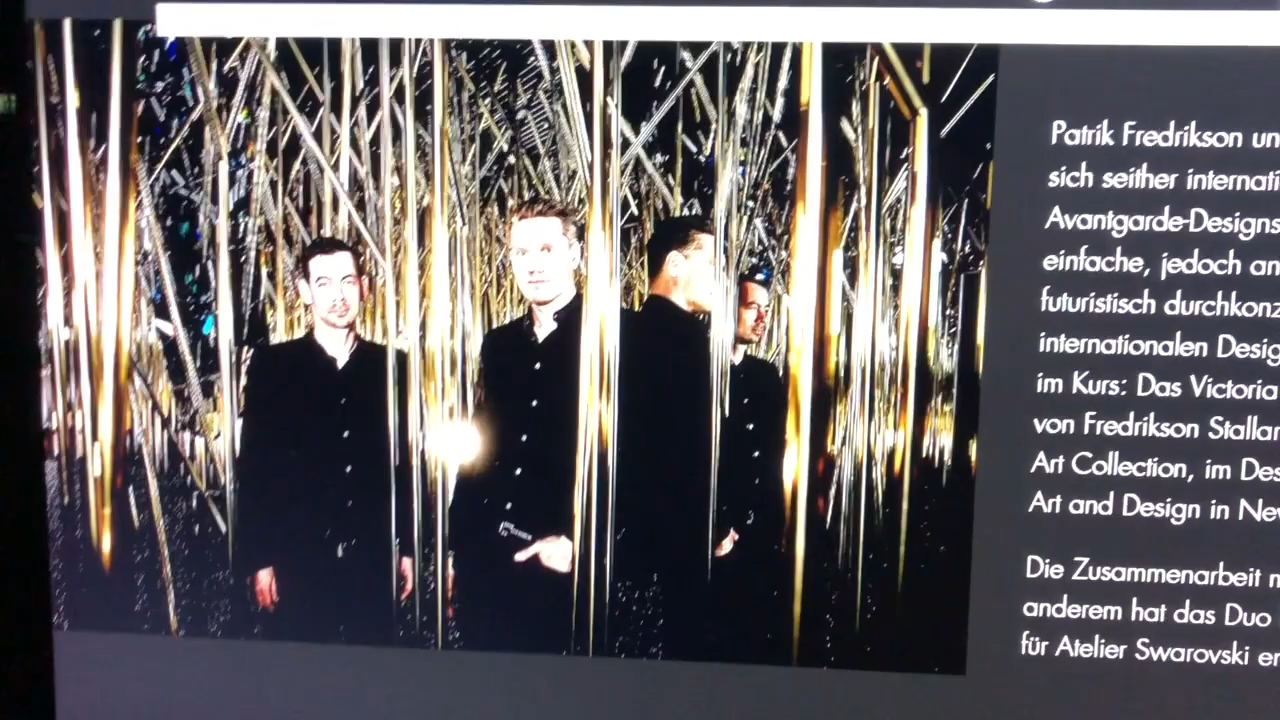 Patrik Fredrikson un
sich seither internati
Avantgarde-Designs
einfache, jedoch an
futuristisch durchkonz
internationalen Desig
im Kurs: Das Victoria
von Fredrikson Stallar
Art Collection, im Des
Art and Design in Ne
Die Zusammenarbeit
anderem hat das Duo
für Atelier Swarovski er